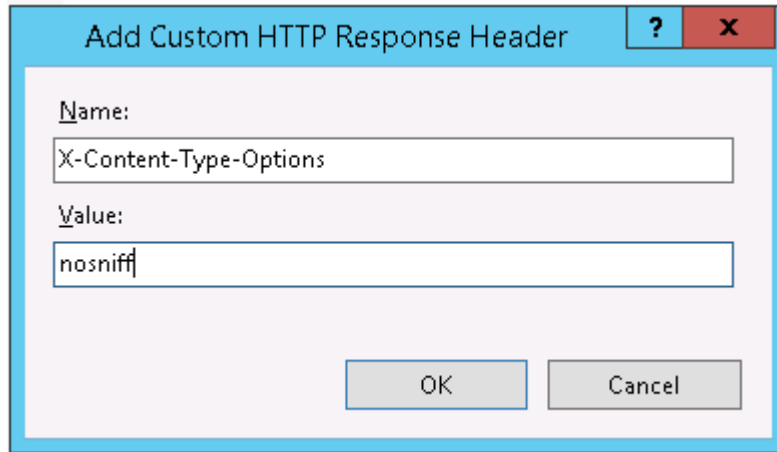 Add Custom HTTP Response Header
?
x
Name:
X-Content-Type-Options
Value:
nosniff
OK
Cancel